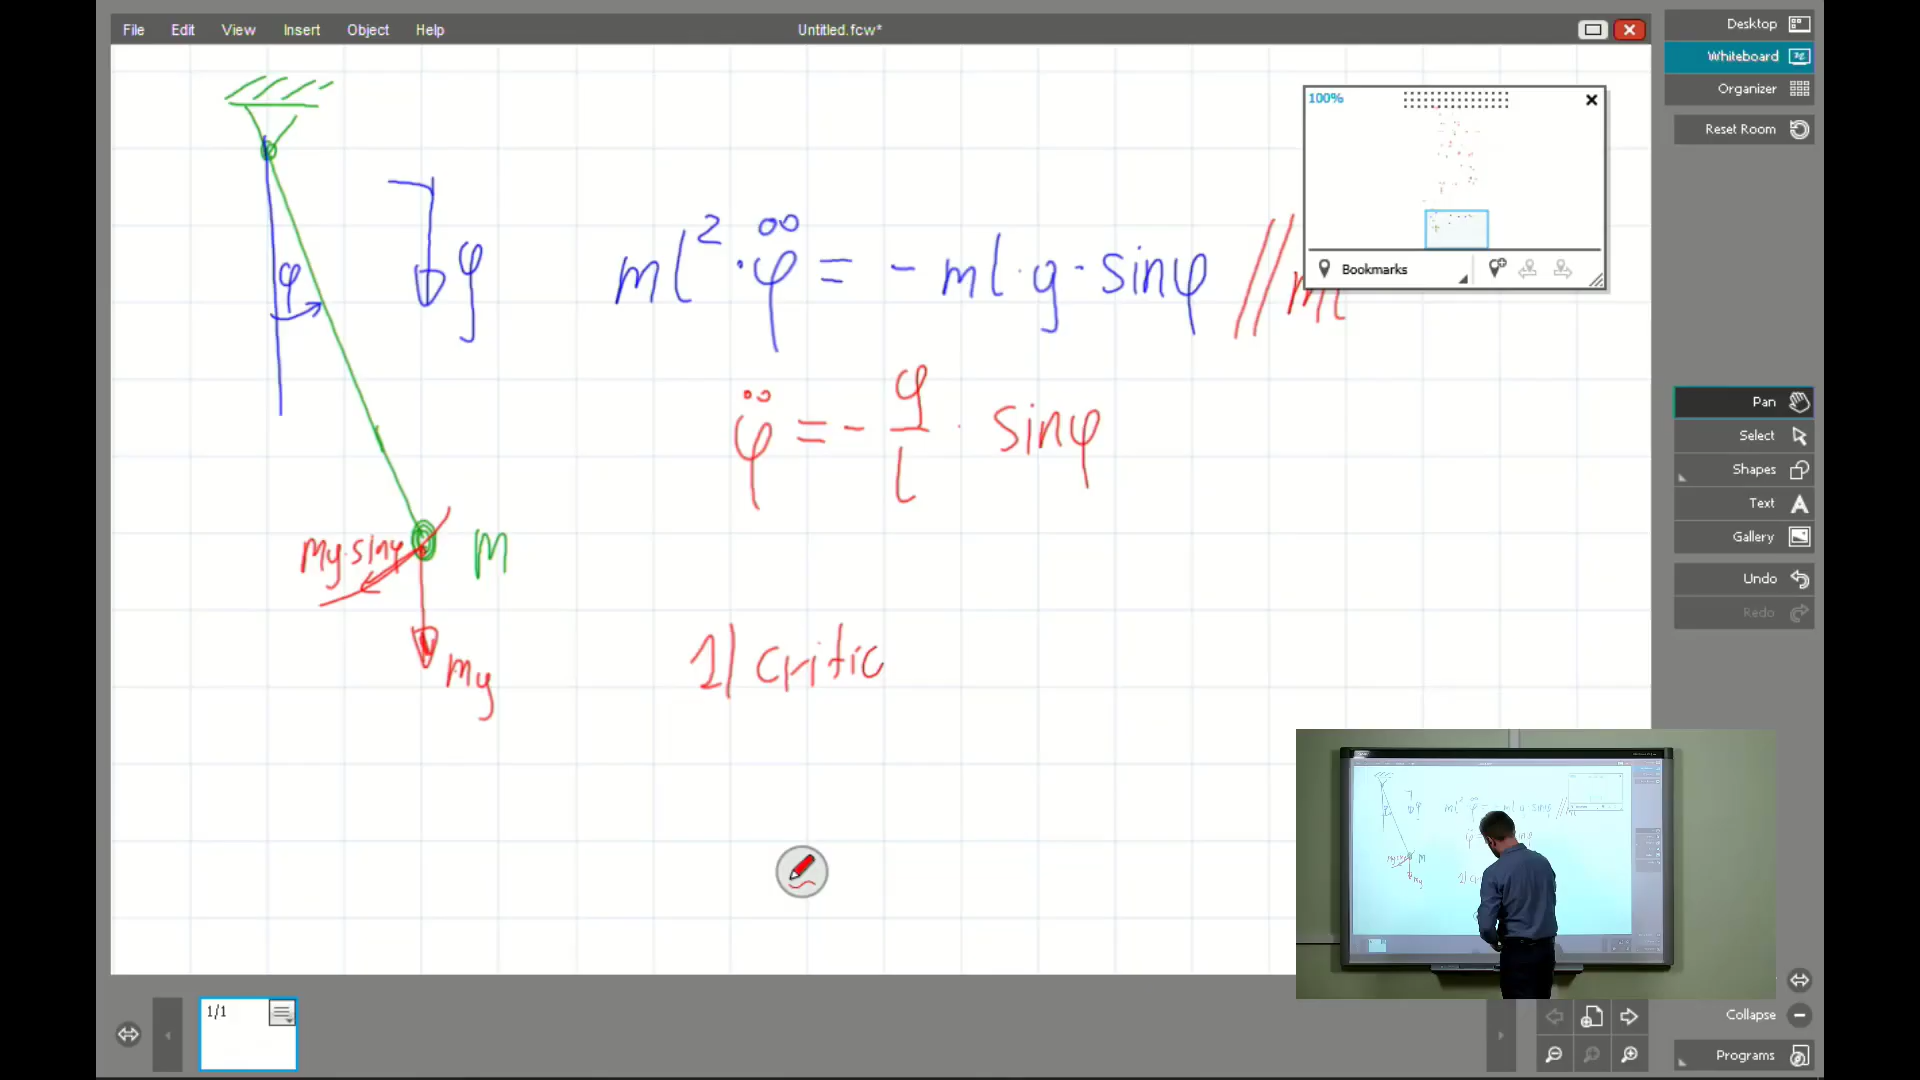 File Edit View Insert Object Help
Untitled.fcw*
Desktop
Whiteboard
Organizer
Reset Room
100%
Bookmarks
φ
g
ml² · φ̈ = - ml · g · sinφ // ml
φ̈ = - g/l · sinφ
mg·sinφ
m
mg
1) critic
Pan
Select
Shapes
Text
Gallery
Undo
Redo
1/1
Collapse
Programs